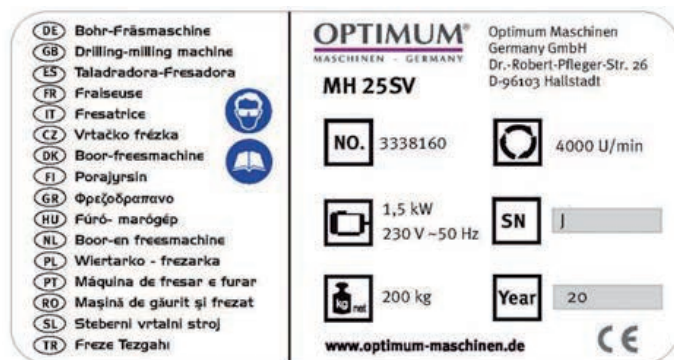 DE Bohr-Fräsmaschine
GB Drilling-milling machine
ES Taladradora-Fresadora
FR Fraiseuse
IT Fresatrice
CZ Vrtačko frézka
DK Boor-freesmachine
FI Porajyrsin
GR Φρεζοδραπανο
HU Fúró- marógép
NL Boor-en freesmachine
PL Wiertarko - frezarka
PT Máquina de fresar e furar
RO Maşină de găurit şi frezat
SL Steberni vrtalni stroj
TR Freze Tezgahı
OPTIMUM®
MASCHINEN - GERMANY
MH 25SV
Optimum Maschinen
Germany GmbH
Dr.-Robert-Pfleger-Str. 26
D-96103 Hallstadt
NO. 3338160
4000 U/min
1,5 kW
230 V ~50 Hz
SN J
kg net 200 kg
Year 20
www.optimum-maschinen.de
CE